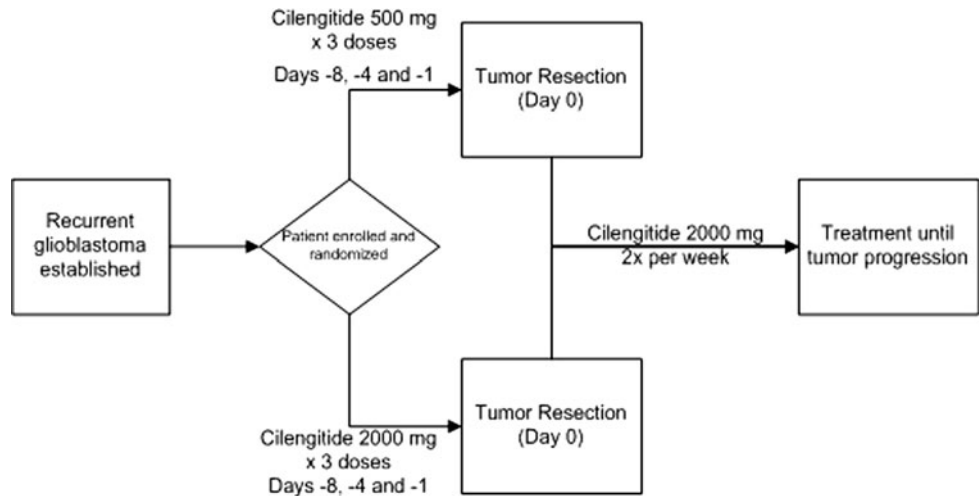 Cilengitide 500 mg
x 3 doses
Days -8, -4 and -1
Tumor Resection
(Day 0)
Recurrent
glioblastoma
established
Patient enrolled and
randomized
Cilengitide 2000 mg
2x per week
Treatment until
tumor progression
Cilengitide 2000 mg
x 3 doses
Days -8, -4 and -1
Tumor Resection
(Day 0)